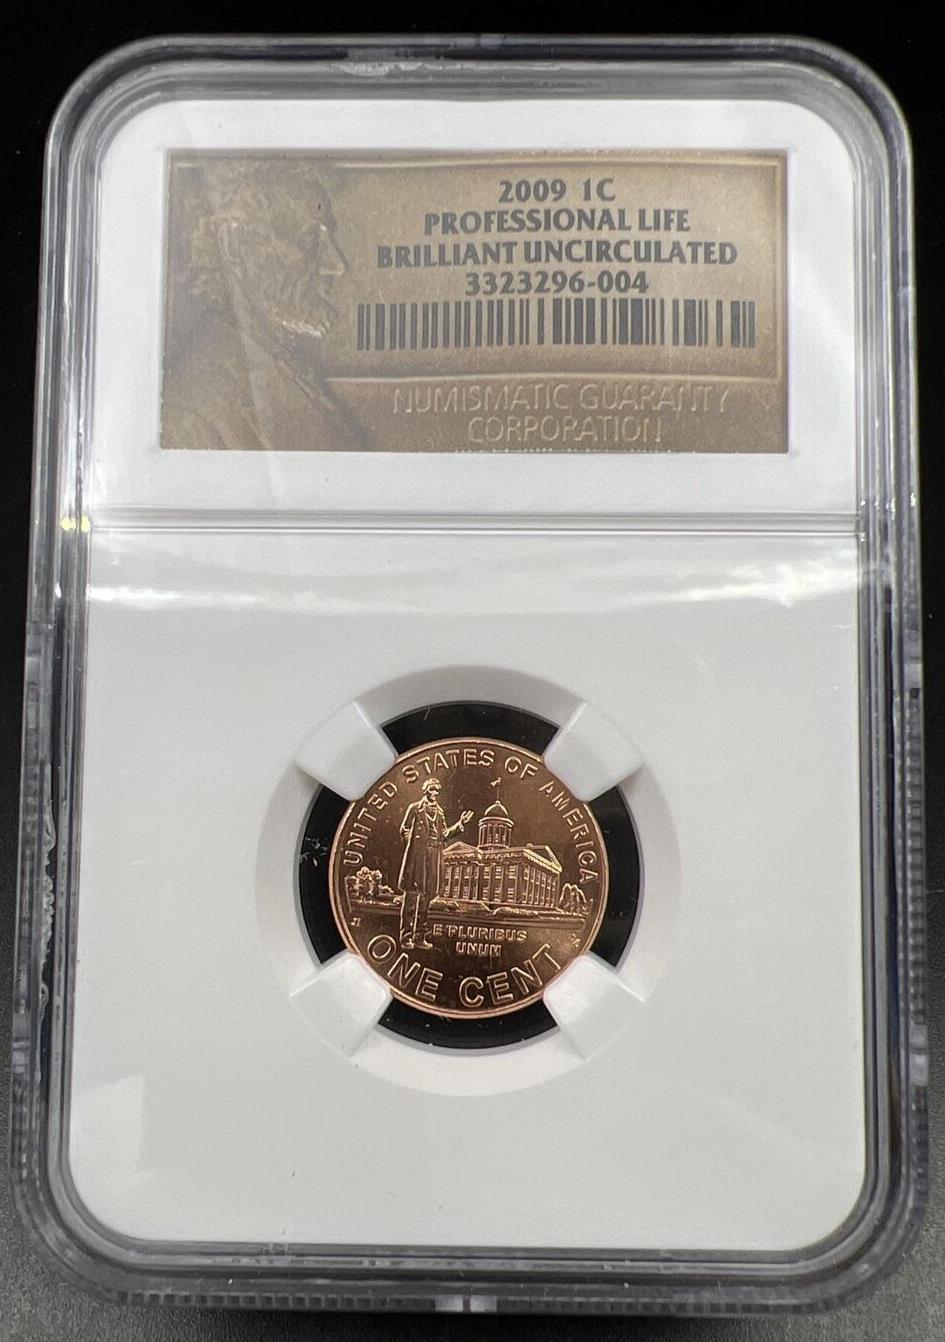 2009 1C
PROFESSIONAL LIFE
BRILLIANT UNCIRCULATED
3323296-004
NUMISMATIC GUARANTY
CORPORATION
UNITED STATES OF AMERICA
E PLURIBUS
UNUM
ONE CENT